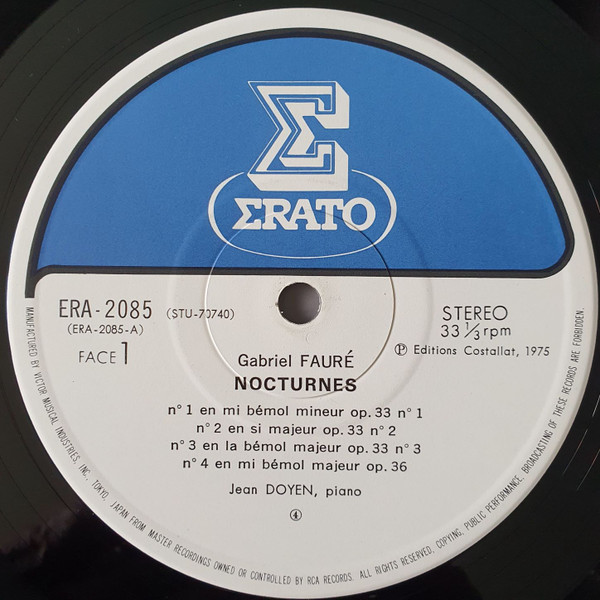 Σ
ΣRATO
ERA-2085 (STU-70740)
(ERA-2085-A)
FACE 1
STEREO
33 1/3 rpm
℗ Editions Costallat, 1975
Gabriel FAURÉ
NOCTURNES
n° 1 en mi bémol mineur op. 33 n° 1
n° 2 en si majeur op. 33 n° 2
n° 3 en la bémol majeur op. 33 n° 3
n° 4 en mi bémol majeur op. 36
Jean DOYEN, piano
④
MANUFACTURED BY VICTOR MUSICAL INDUSTRIES, INC., TOKYO, JAPAN FROM MASTER RECORDINGS OWNED OR CONTROLLED BY RCA RECORDS. ALL RIGHTS RESERVED, COPYING, PUBLIC PERFORMANCE, BROADCASTING OF THESE RECORDS ARE FORBIDDEN.